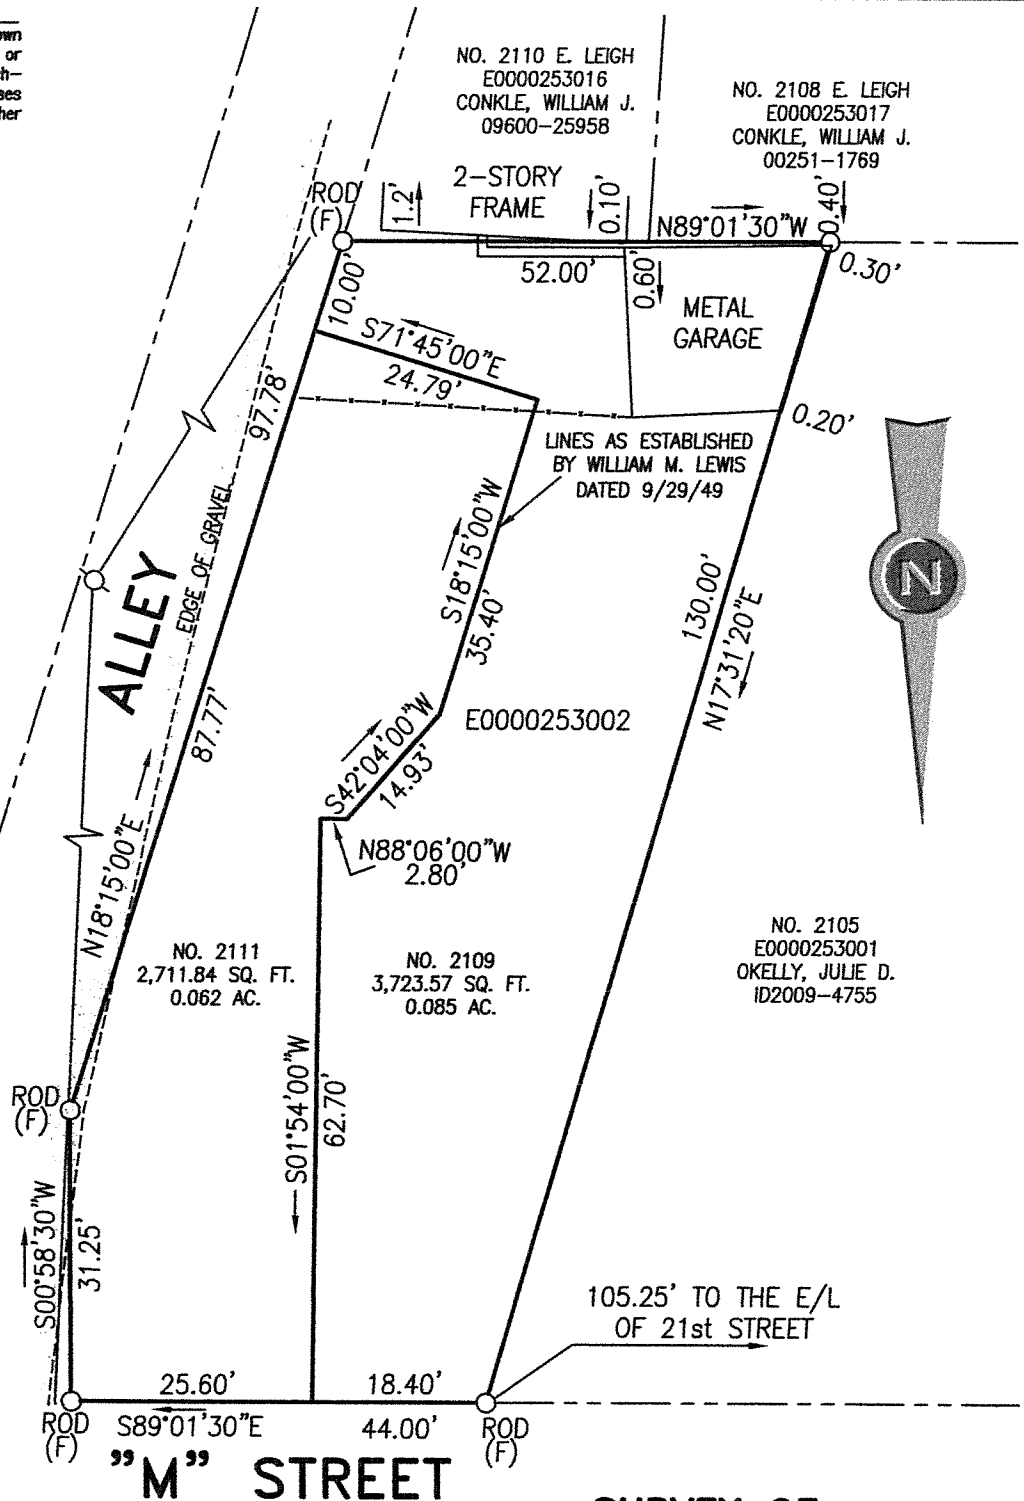 own
or
ch-
ses
her
NO. 2110 E. LEIGH
E0000253016
CONKLE, WILLIAM J.
09600-25958
NO. 2108 E. LEIGH
E0000253017
CONKLE, WILLIAM J.
00251-1769
2-STORY
FRAME
1.2'
0.10'
0.40'
ROD
(F)
N89°01'30"W
0.30'
52.00'
0.60'
10.00'
METAL
GARAGE
S71°45'00"E
24.79'
97.78'
0.20'
LINES AS ESTABLISHED
BY WILLIAM M. LEWIS
DATED 9/29/49
N
EDGE OF GRAVEL
ALLEY
S18°15'00"W
35.40'
130.00'
N17°31'20"E
87.77'
E0000253002
S42°04'00"W
14.93'
N88°06'00"W
2.80'
N18°15'00"E
NO. 2111
2,711.84 SQ. FT.
0.062 AC.
NO. 2109
3,723.57 SQ. FT.
0.085 AC.
NO. 2105
E0000253001
OKELLY, JULIE D.
ID2009-4755
S01°54'00"W
62.70'
ROD
(F)
S00°58'30"W
31.25'
105.25' TO THE E/L
OF 21st STREET
25.60'
18.40'
S89°01'30"E
44.00'
ROD
(F)
ROD
(F)
"M" STREET
SURVEY OF